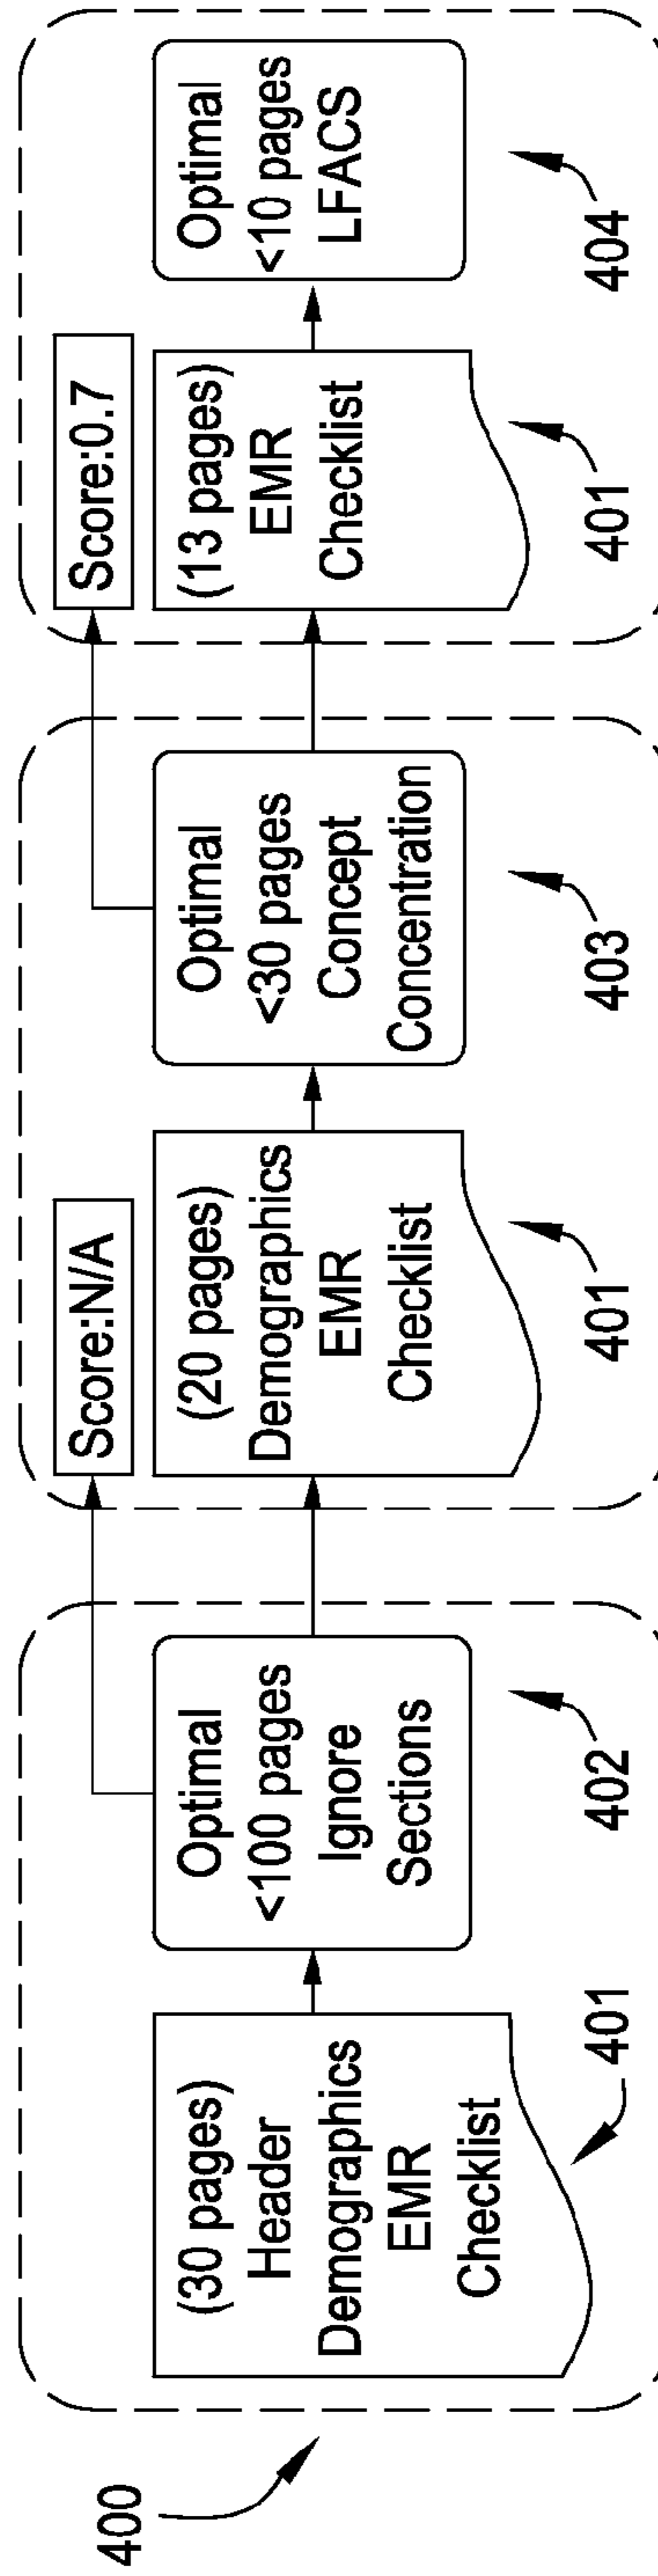 400
(30 pages)
Header
Demographics
EMR
Checklist
401
Optimal
<100 pages
Ignore
Sections
402
Score:N/A
(20 pages)
Demographics
EMR
Checklist
401
Optimal
<30 pages
Concept
Concentration
403
Score:0.7
(13 pages)
EMR
Checklist
401
Optimal
<10 pages
LFACS
404